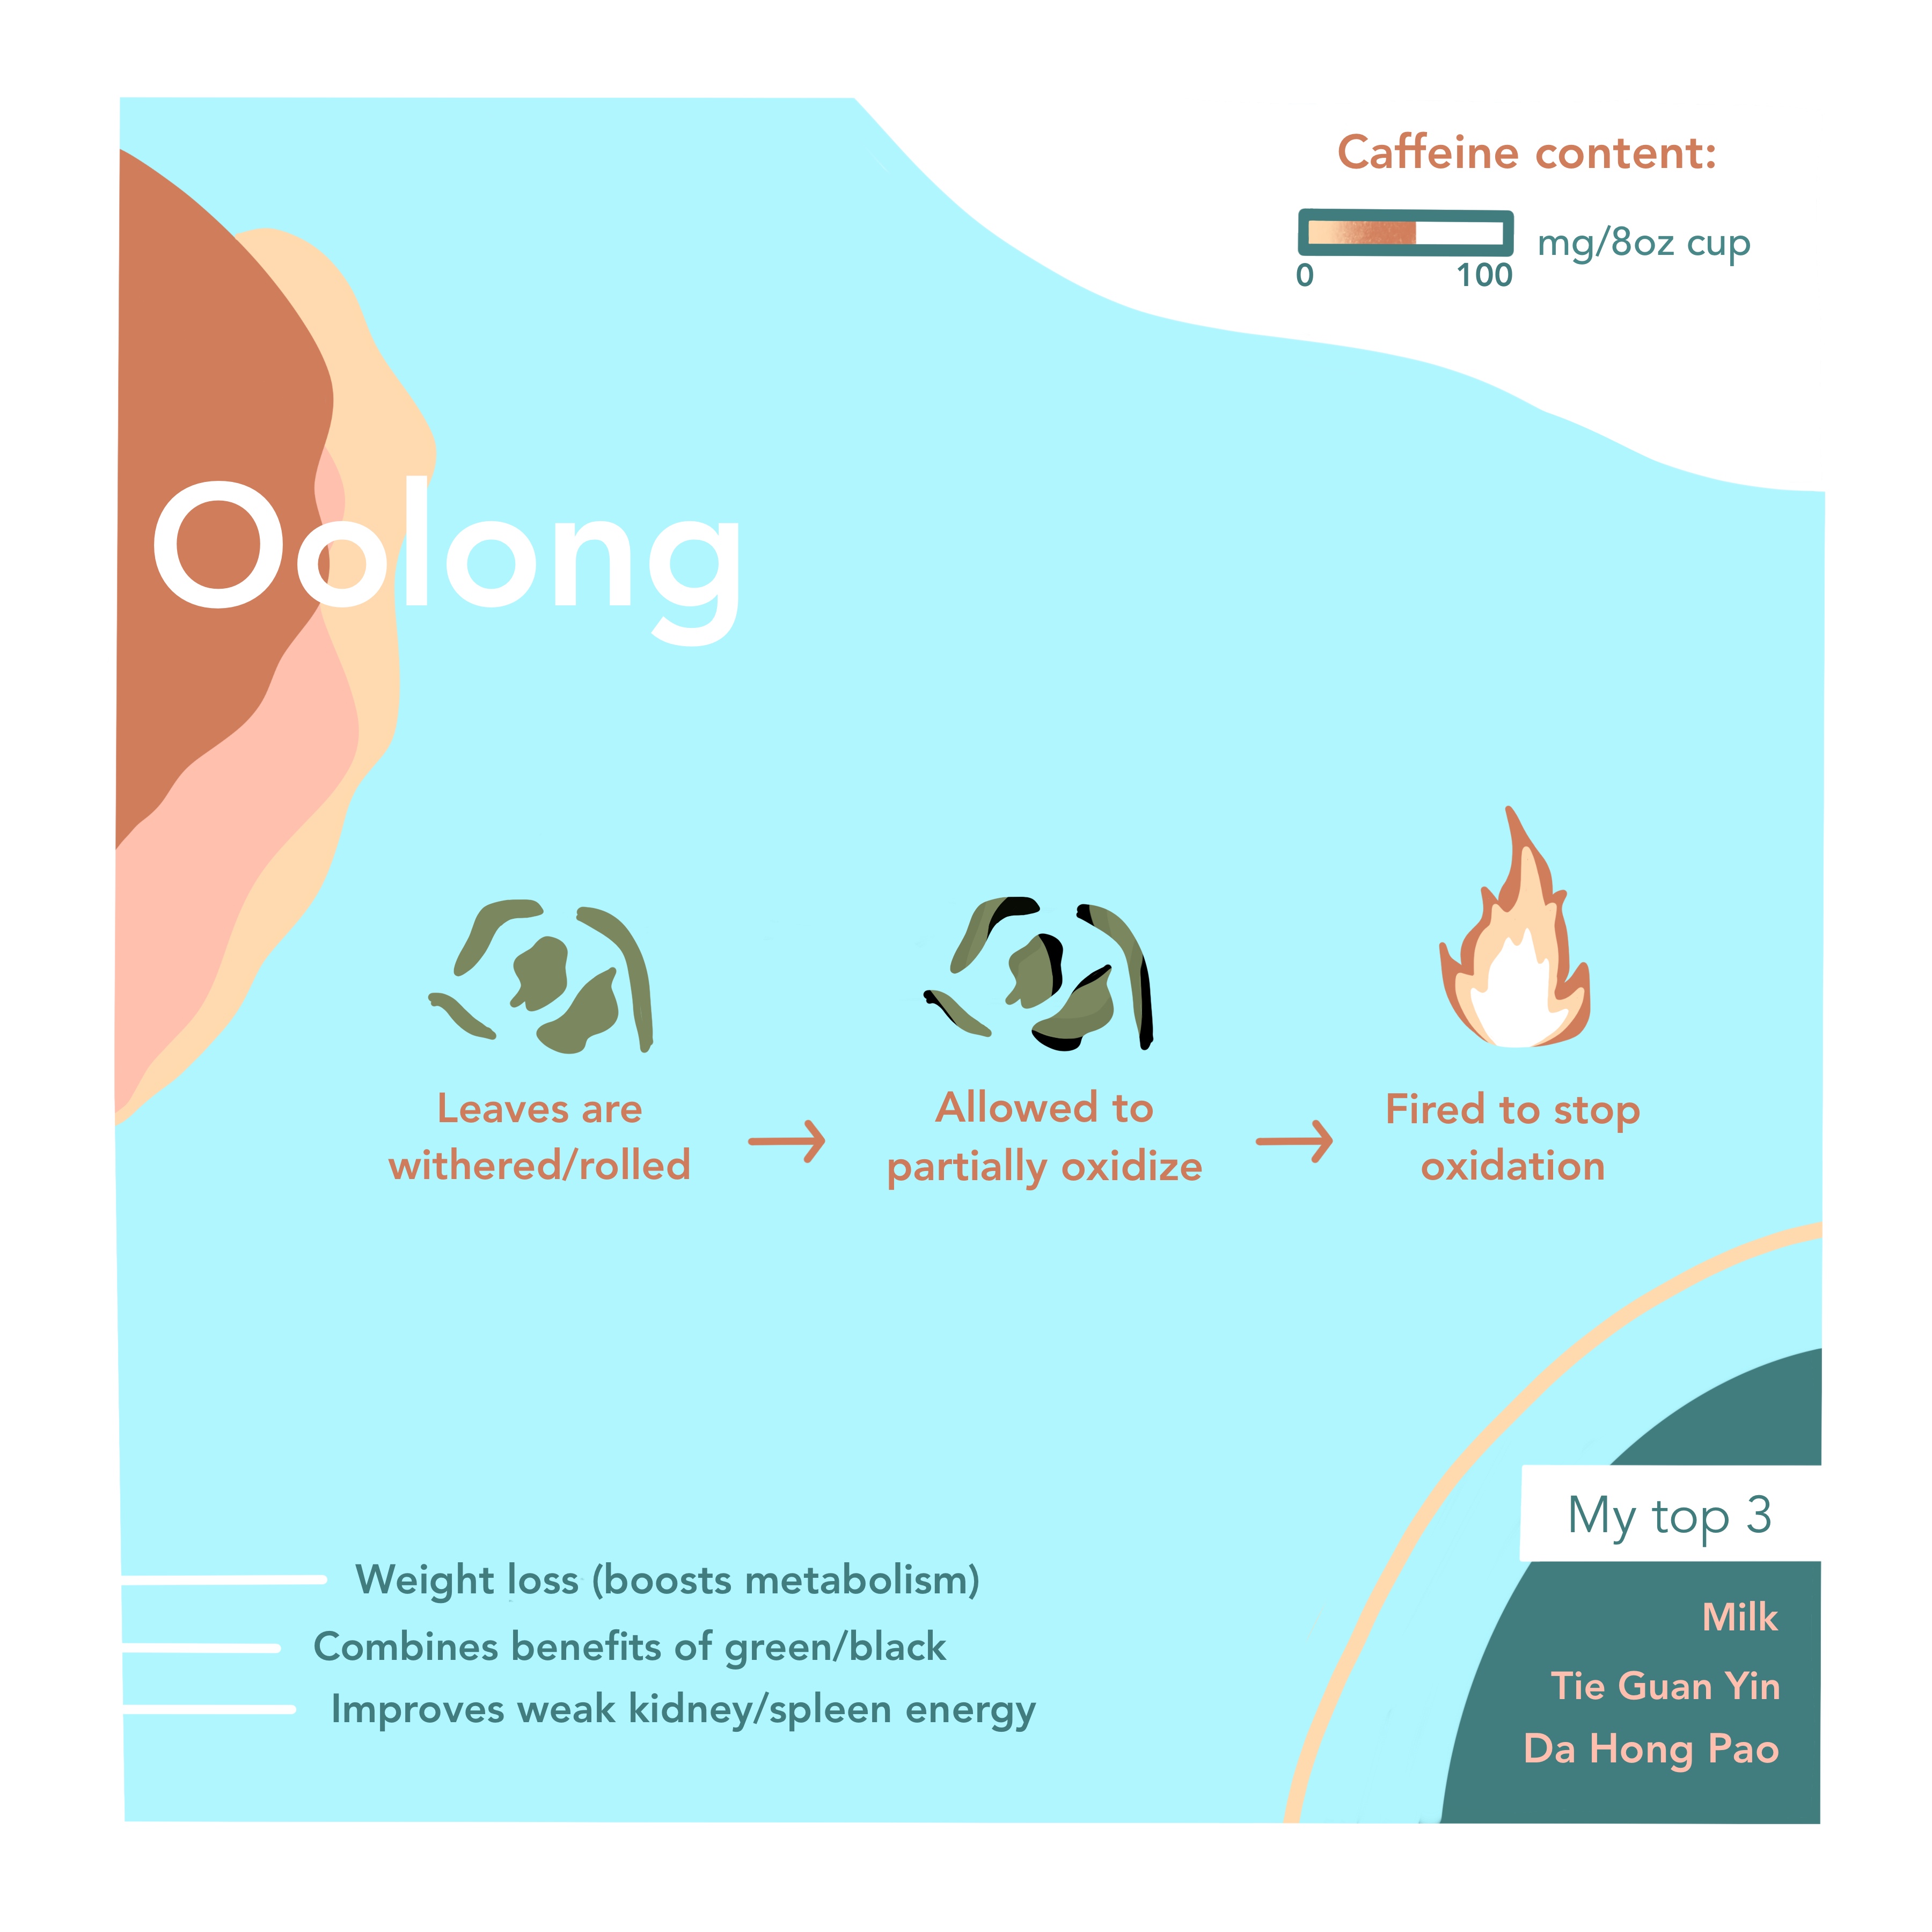 Caffeine content:
mg/8oz cup
0 100
Oolong
Leaves are
withered/rolled
Allowed to
partially oxidize
Fired to stop
oxidation
Weight loss (boosts metabolism)
Combines benefits of green/black
Improves weak kidney/spleen energy
My top 3
Milk
Tie Guan Yin
Da Hong Pao